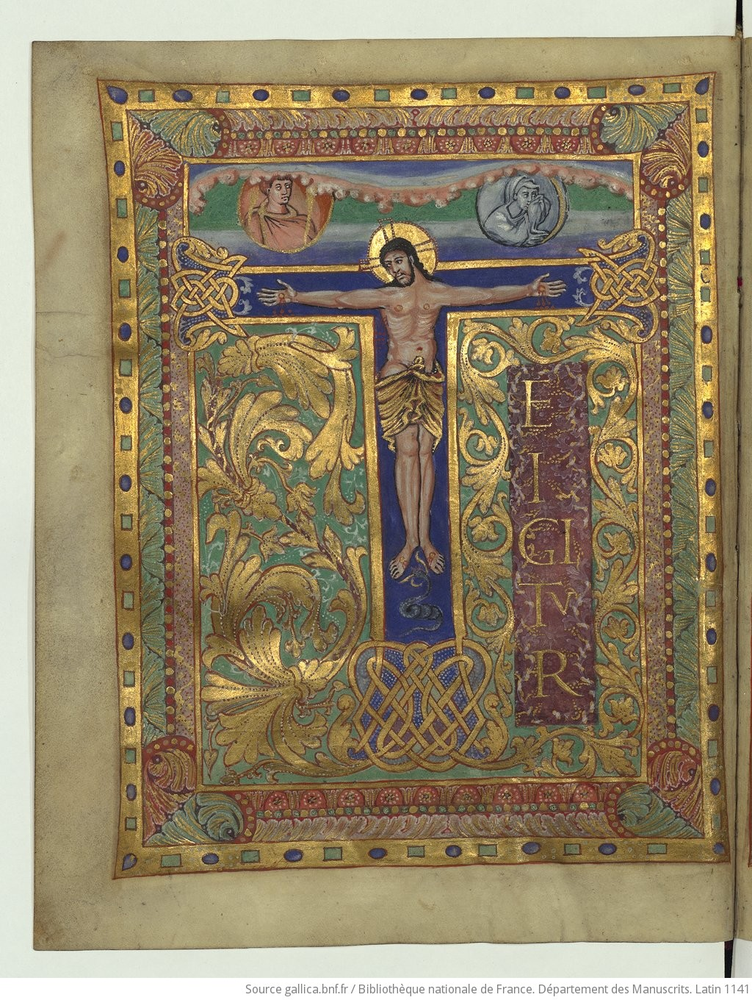 T
E
I
GI
TV
R
Source gallica.bnf.fr / Bibliothèque nationale de France. Département des Manuscrits. Latin 1141